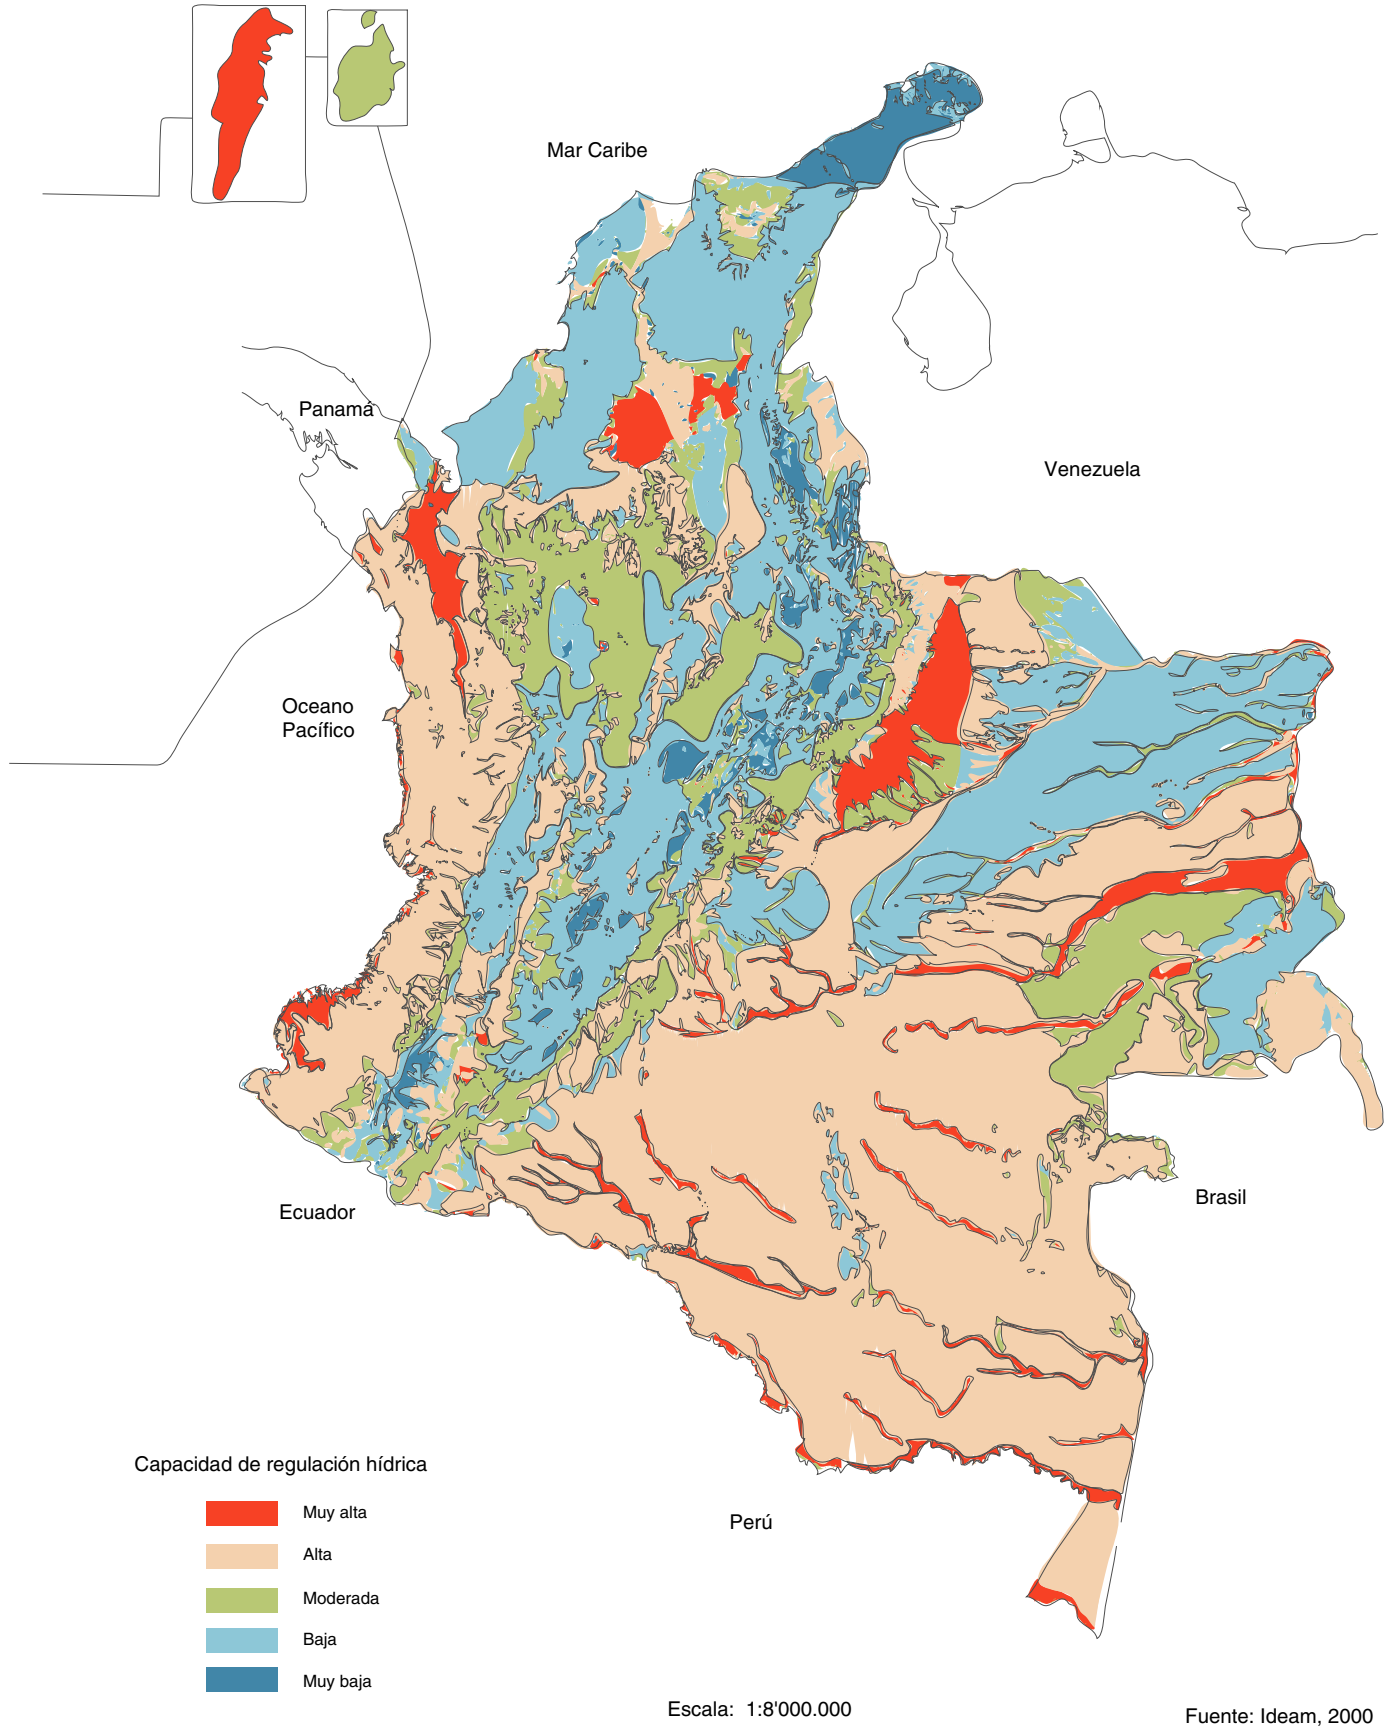 Mar Caribe
Panamá
Venezuela
Oceano
Pacífico
Ecuador
Brasil
Perú
Capacidad de regulación hídrica
Muy alta
Alta
Moderada
Baja
Muy baja
Escala: 1:8'000.000
Fuente: Ideam, 2000